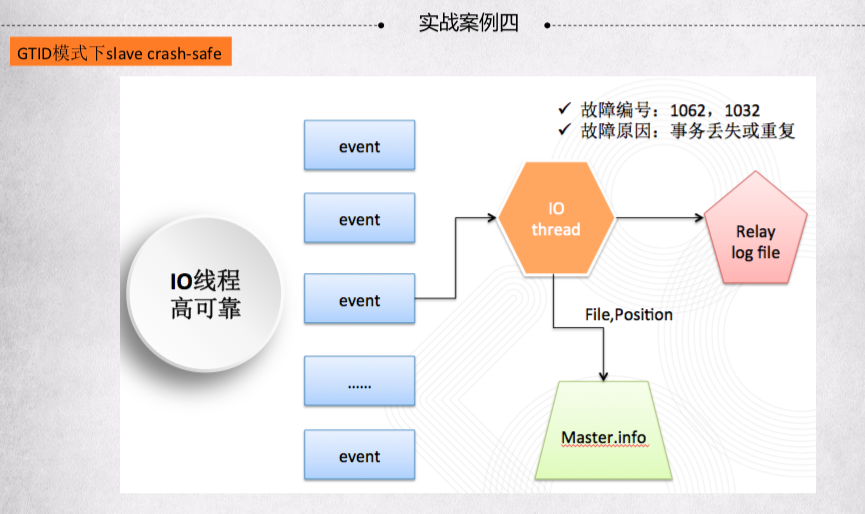 实战案例四
GTID模式下slave crash-safe
✓ 故障编号：1062，1032
✓ 故障原因：事务丢失或重复
event
event
IO
thread
Relay
log file
IO线程
高可靠
event
File,Position
......
Master.info
event